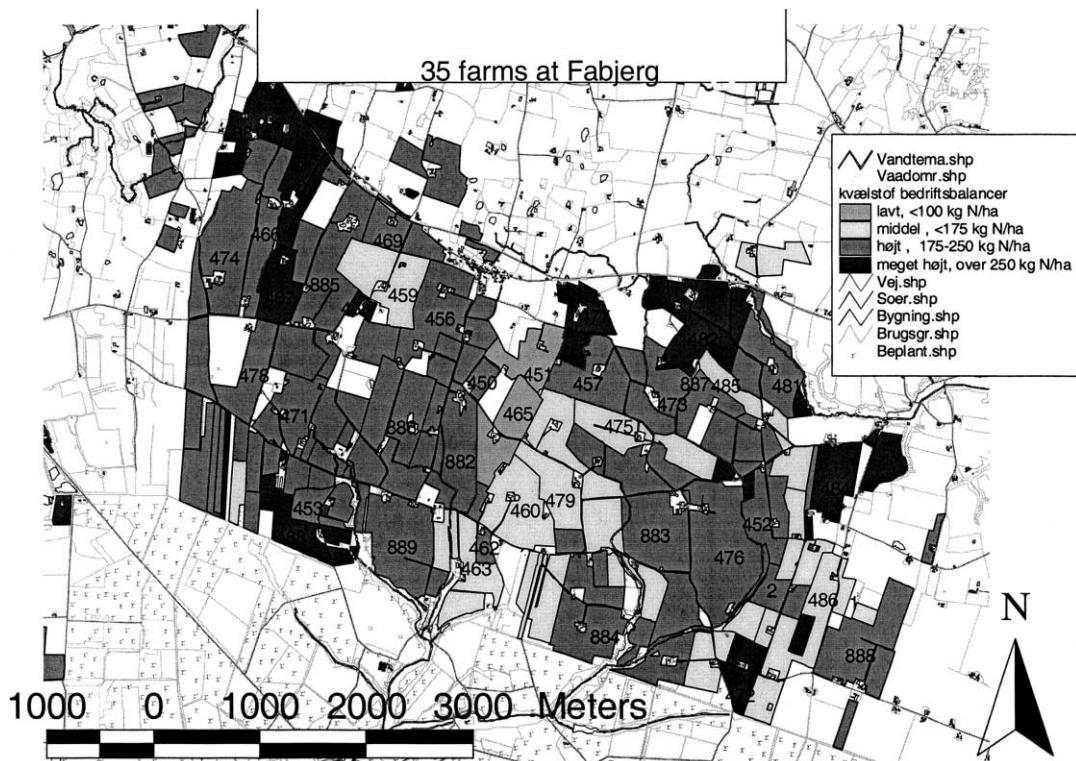 35 farms at Fabjerg
Vandtema.shp
Vaadomr.shp
kvælstof bedriftsbalancer
lavt, <100 kg N/ha
middel , <175 kg N/ha
højt , 175-250 kg N/ha
meget højt, over 250 kg N/ha
Vej.shp
Soer.shp
Bygning.shp
Brugsgr.shp
Beplant.shp
466
469
474
885
459
456
482
478
450
451
457
887
485
481
473
471
465
475
882
453
460
479
452
883
484
889
462
476
463
2
486
884
888
N
1000 0 1000 2000 3000 Meters